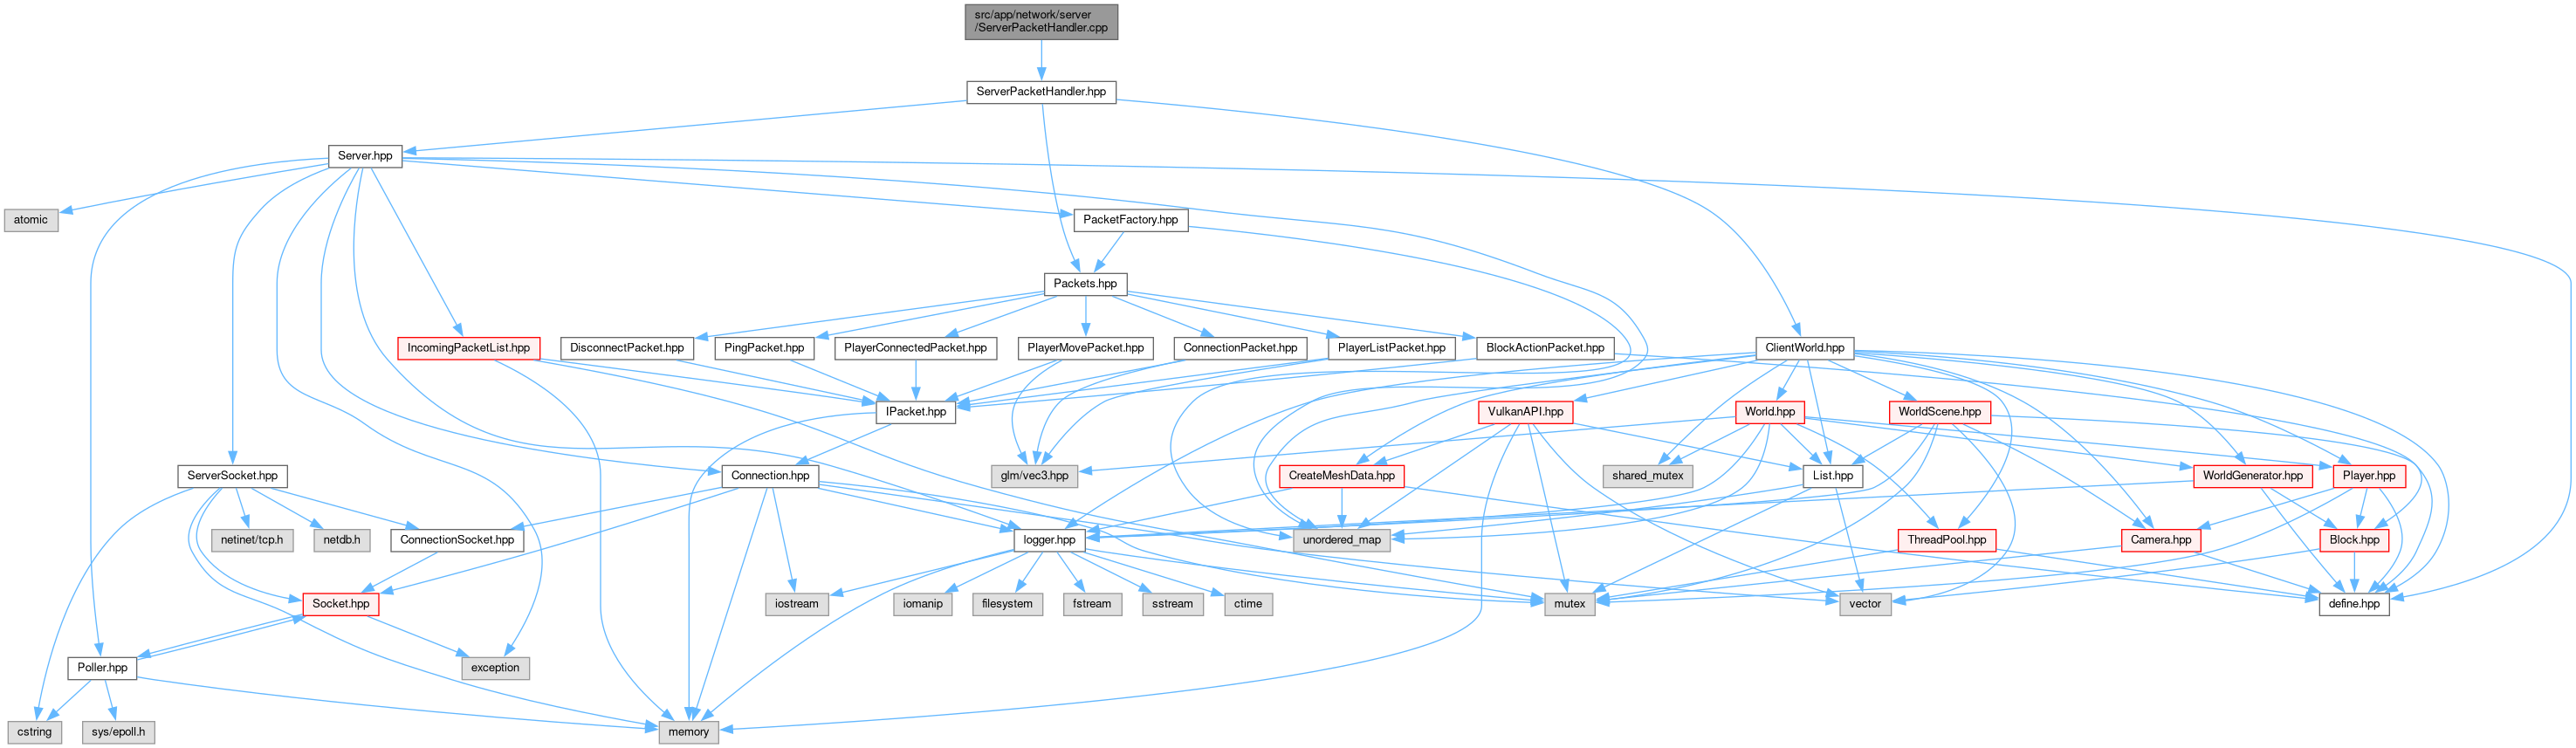 src/app/network/server
/ServerPacketHandler.cpp
ServerPacketHandler.hpp
Server.hpp
atomic
PacketFactory.hpp
Packets.hpp
IncomingPacketList.hpp
DisconnectPacket.hpp
PingPacket.hpp
PlayerConnectedPacket.hpp
PlayerMovePacket.hpp
ConnectionPacket.hpp
PlayerListPacket.hpp
BlockActionPacket.hpp
ClientWorld.hpp
IPacket.hpp
VulkanAPI.hpp
World.hpp
WorldScene.hpp
ServerSocket.hpp
Connection.hpp
glm/vec3.hpp
CreateMeshData.hpp
shared_mutex
List.hpp
WorldGenerator.hpp
Player.hpp
netinet/tcp.h
netdb.h
ConnectionSocket.hpp
logger.hpp
unordered_map
ThreadPool.hpp
Camera.hpp
Block.hpp
Socket.hpp
iostream
iomanip
filesystem
fstream
sstream
ctime
mutex
vector
define.hpp
Poller.hpp
exception
cstring
sys/epoll.h
memory